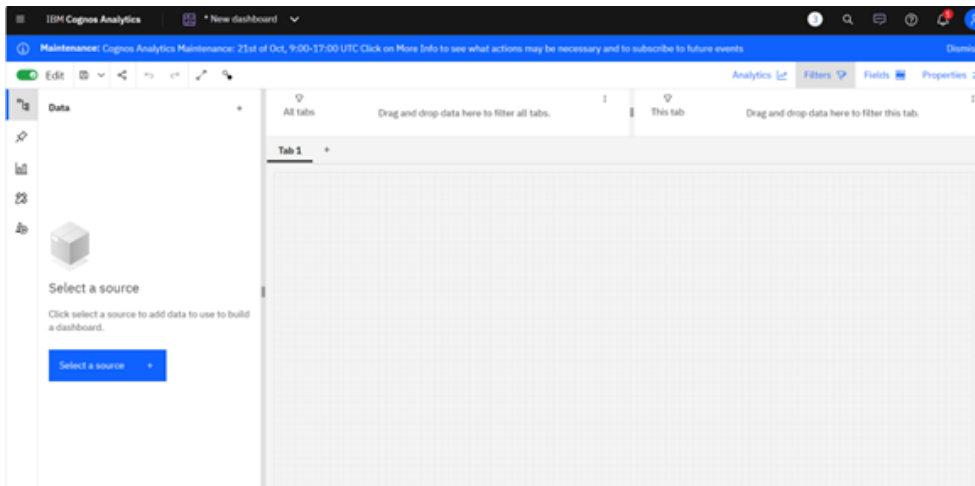 IBM Cognos Analytics
* New dashboard
3
Maintenance: Cognos Analytics Maintenance: 21st of Oct, 9:00-17:00 UTC Click on More Info to see what actions may be necessary and to subscribe to future events
Dismis
Edit
Analytics
Filters
Fields
Properties
Data
All tabs
Drag and drop data here to filter all tabs.
This tab
Drag and drop data here to filter this tab.
Tab 1
Select a source
Click select a source to add data to use to build
a dashboard.
Select a source